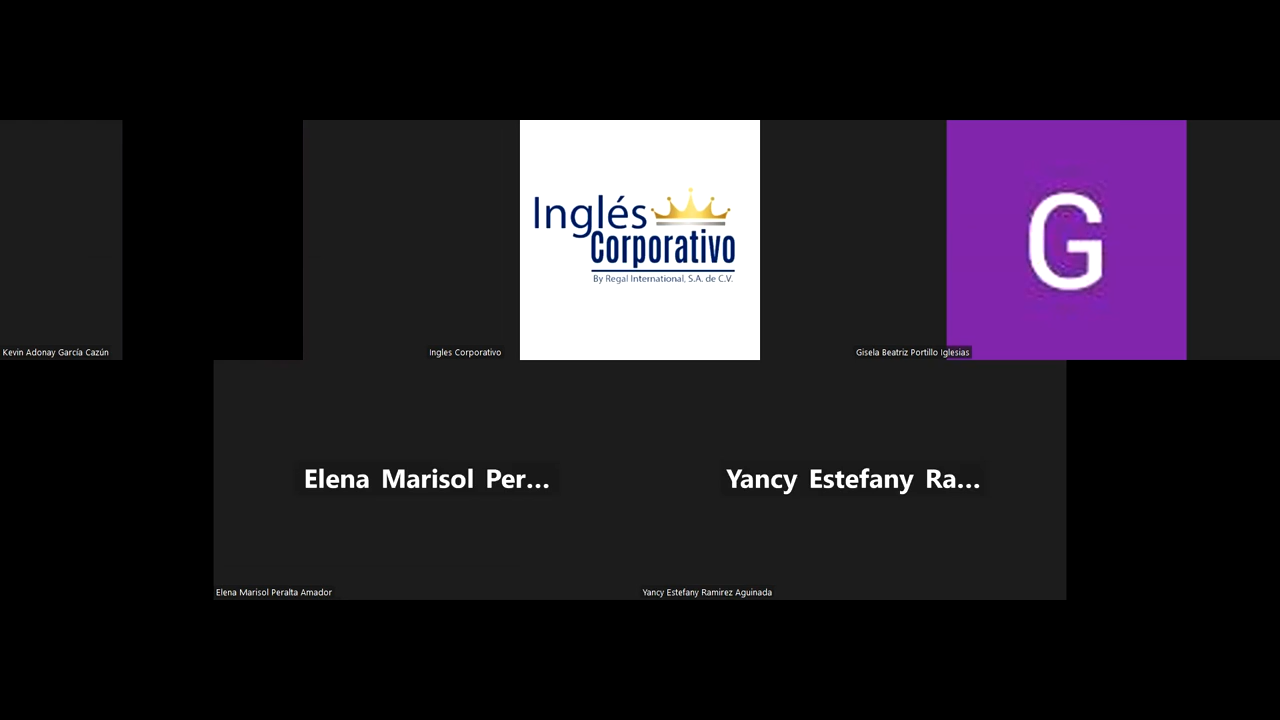 Inglés
Corporativo
By Regal International, S.A. de C.V.
G
Kevin Adonay García Cazún
Ingles Corporativo
Gisela Beatriz Portillo Iglesias
Elena Marisol Per...
Yancy Estefany Ra...
Elena Marisol Peralta Amador
Yancy Estefany Ramirez Aguinada